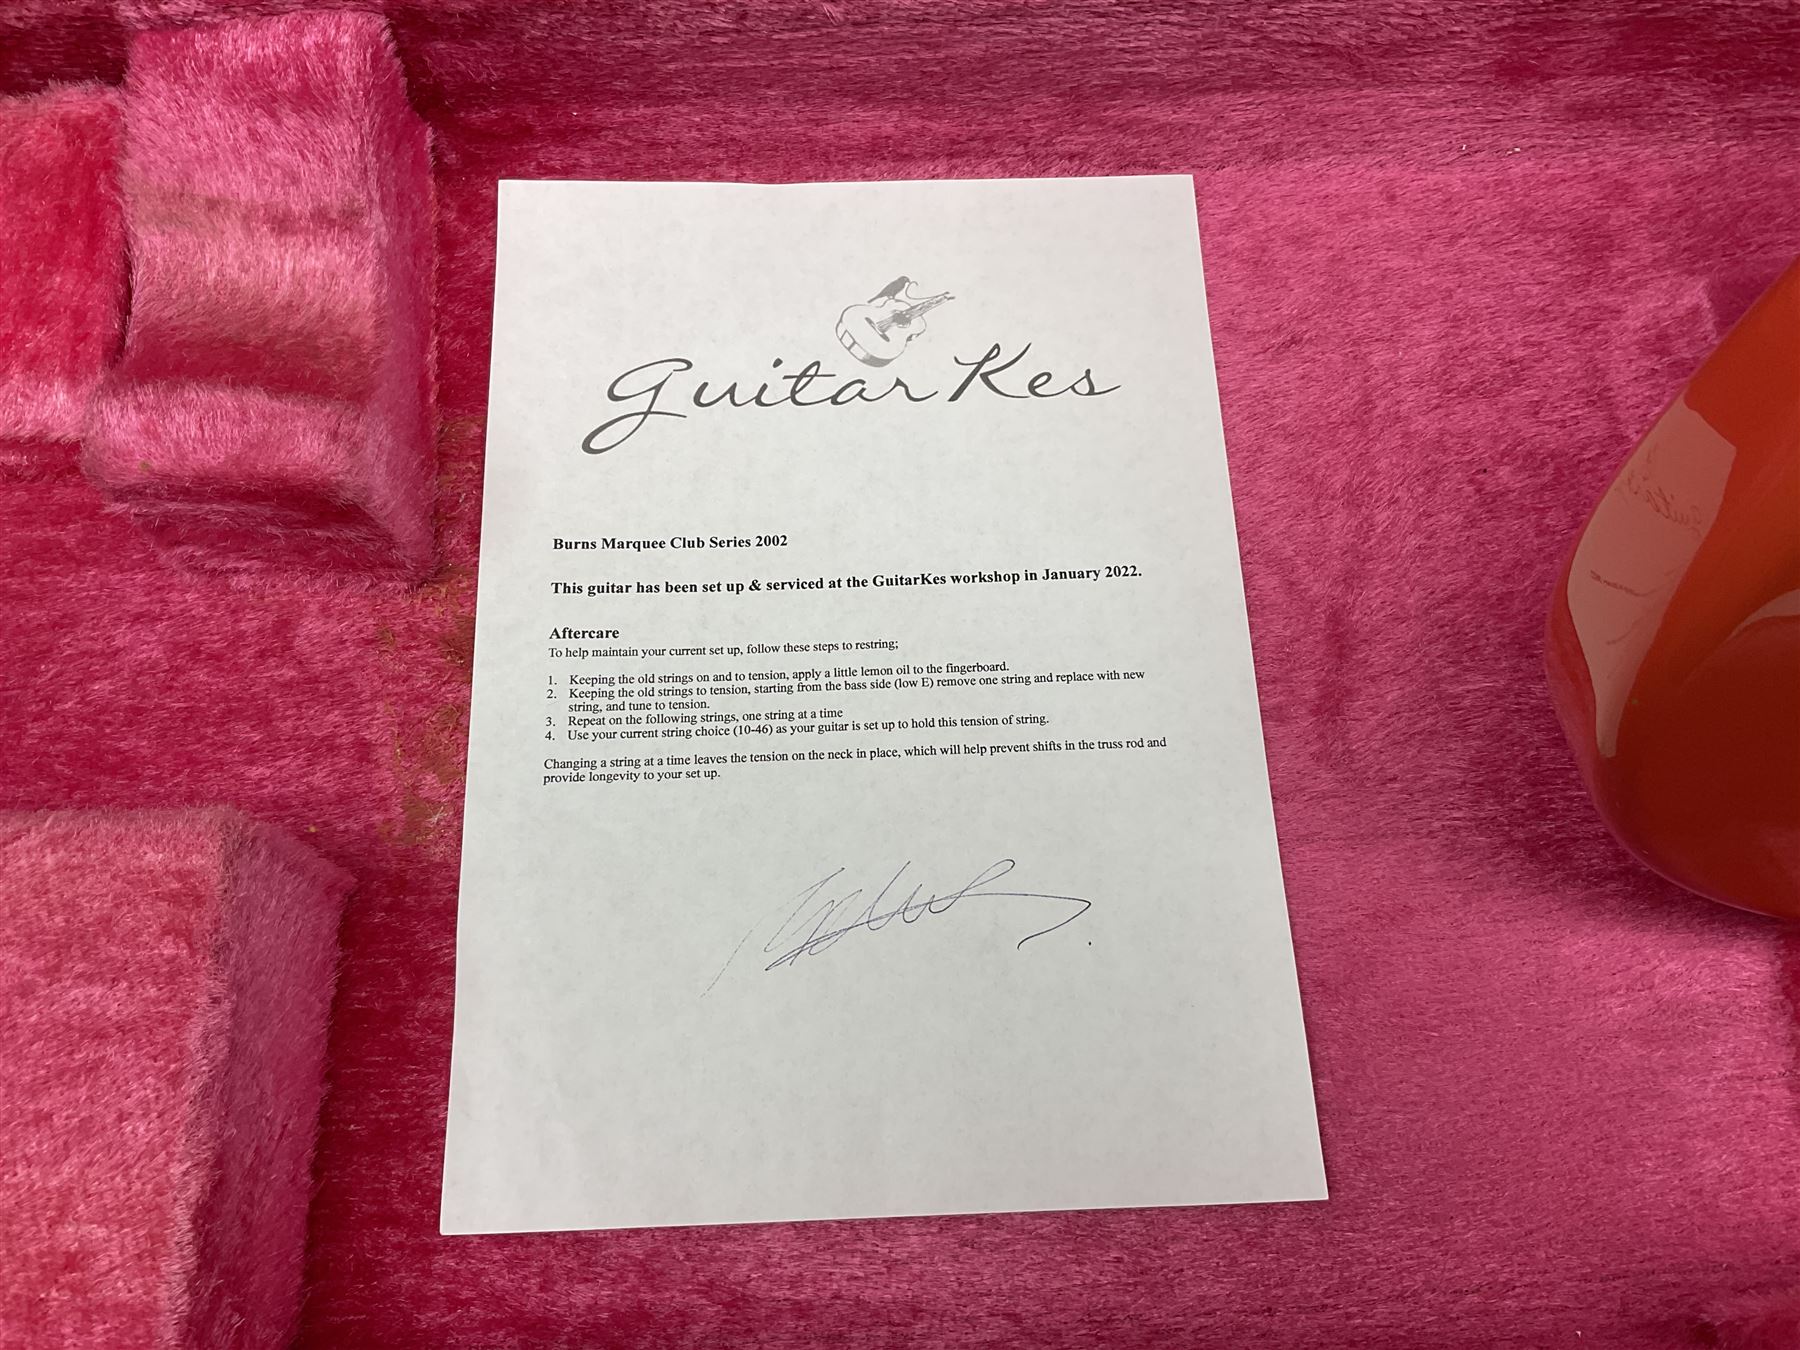 Guitar Kes
Burns Marquee Club Series 2002
This guitar has been set up & serviced at the GuitarKes workshop in January 2022.
Aftercare
To help maintain your current set up, follow these steps to restring;
1. Keeping the old strings on and to tension, apply a little lemon oil to the fingerboard.
2. Keeping the old strings to tension, starting from the bass side (low E) remove one string and replace with new
string, and tune to tension.
3. Repeat on the following strings, one string at a time
4. Use your current string choice (10-46) as your guitar is set up to hold this tension of string.
Changing a string at a time leaves the tension on the neck in place, which will help prevent shifts in the truss rod and
provide longevity to your set up.